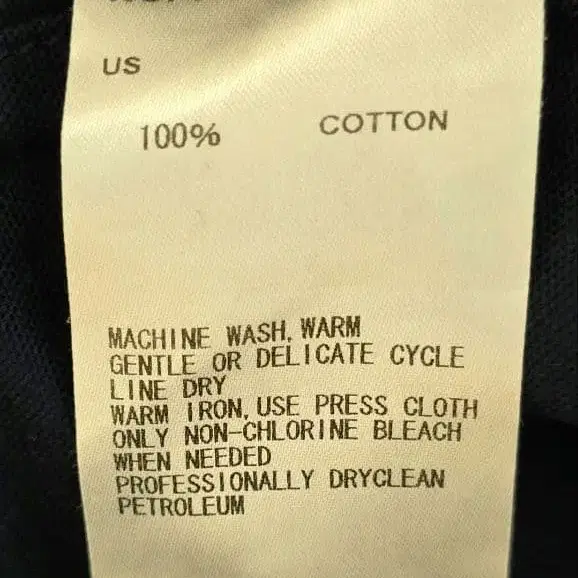 US
100% COTTON
MACHINE WASH, WARM
GENTLE OR DELICATE CYCLE
LINE DRY
WARM IRON, USE PRESS CLOTH
ONLY NON-CHLORINE BLEACH
WHEN NEEDED
PROFESSIONALLY DRYCLEAN
PETROLEUM